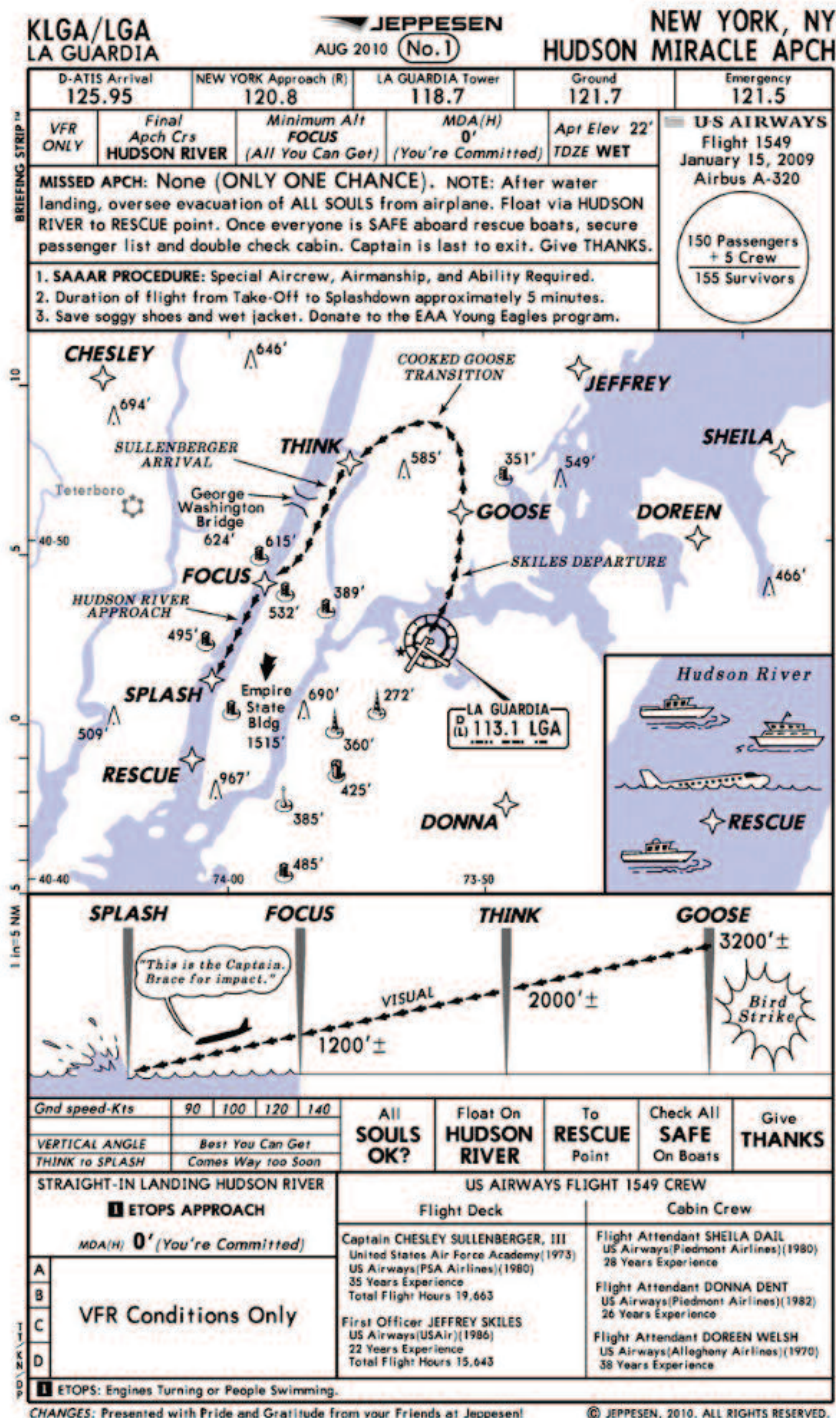 KLGA/LGA
LA GUARDIA
JEPPESEN
AUG 2010 No.1
NEW YORK, NY
HUDSON MIRACLE APCH
BRIEFING STRIP™
D-ATIS Arrival
125.95
NEW YORK Approach (R)
120.8
LA GUARDIA Tower
118.7
Ground
121.7
Emergency
121.5
VFR
ONLY
Final
Apch Crs
HUDSON RIVER
Minimum Alt
FOCUS
(All You Can Get)
MDA(H)
0'
(You're Committed)
Apt Elev 22'
TDZE WET
U·S AIRWAYS
Flight 1549
January 15, 2009
Airbus A-320
150 Passengers
+ 5 Crew
155 Survivors
MISSED APCH: None (ONLY ONE CHANCE). NOTE: After water
landing, oversee evacuation of ALL SOULS from airplane. Float via HUDSON
RIVER to RESCUE point. Once everyone is SAFE aboard rescue boats, secure
passenger list and double check cabin. Captain is last to exit. Give THANKS.
1. SAAAR PROCEDURE: Special Aircrew, Airmanship, and Ability Required.
2. Duration of flight from Take-Off to Splashdown approximately 5 minutes.
3. Save soggy shoes and wet jacket. Donate to the EAA Young Eagles program.
CHESLEY
646'
COOKED GOOSE
TRANSITION
JEFFREY
10
694'
SULLENBERGER
ARRIVAL
THINK
585'
351'
549'
SHEILA
Teterboro
George
Washington
Bridge
624'
GOOSE
DOREEN
5
40-50
615'
SKILES DEPARTURE
FOCUS
466'
HUDSON RIVER
APPROACH
532'
389'
495'
SPLASH
Empire
State
Bldg
1515'
690'
272'
LA GUARDIA
D
(L) 113.1 LGA
0
509'
360'
RESCUE
967'
425'
385'
DONNA
485'
Hudson River
RESCUE
5
40-40
74-00
73-50
1 in=5 NM
SPLASH
FOCUS
THINK
GOOSE
"This is the Captain.
Brace for impact."
VISUAL
3200'±
2000'±
1200'±
Bird
Strike
Gnd speed-Kts 90 100 120 140
VERTICAL ANGLE Best You Can Get
THINK to SPLASH Comes Way too Soon
All
SOULS
OK?
Float On
HUDSON
RIVER
To
RESCUE
Point
Check All
SAFE
On Boats
Give
THANKS
STRAIGHT-IN LANDING HUDSON RIVER
1 ETOPS APPROACH
MDA(H) 0' (You're Committed)
A
B
C
D
VFR Conditions Only
US AIRWAYS FLIGHT 1549 CREW
Flight Deck
Captain CHESLEY SULLENBERGER, III
United States Air Force Academy(1973)
US Airways(PSA Airlines)(1980)
35 Years Experience
Total Flight Hours 19,663
First Officer JEFFREY SKILES
US Airways(USAir)(1986)
22 Years Experience
Total Flight Hours 15,643
Cabin Crew
Flight Attendant SHEILA DAIL
US Airways(Piedmont Airlines)(1980)
28 Years Experience
Flight Attendant DONNA DENT
US Airways(Piedmont Airlines)(1982)
26 Years Experience
Flight Attendant DOREEN WELSH
US Airways(Allegheny Airlines)(1970)
38 Years Experience
TT/KN/DP
1 ETOPS: Engines Turning or People Swimming.
CHANGES: Presented with Pride and Gratitude from your Friends at Jeppesen!
© JEPPESEN, 2010. ALL RIGHTS RESERVED.